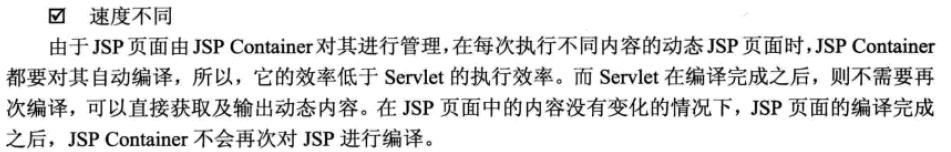 ☑ 速度不同
由于 JSP 页面由 JSP Container 对其进行管理，在每次执行不同内容的动态 JSP 页面时，JSP Container
都要对其自动编译，所以，它的效率低于 Servlet 的执行效率。而 Servlet 在编译完成之后，则不需要再
次编译，可以直接获取及输出动态内容。在 JSP 页面中的内容没有变化的情况下，JSP 页面的编译完成
之后，JSP Container 不会再次对 JSP 进行编译。